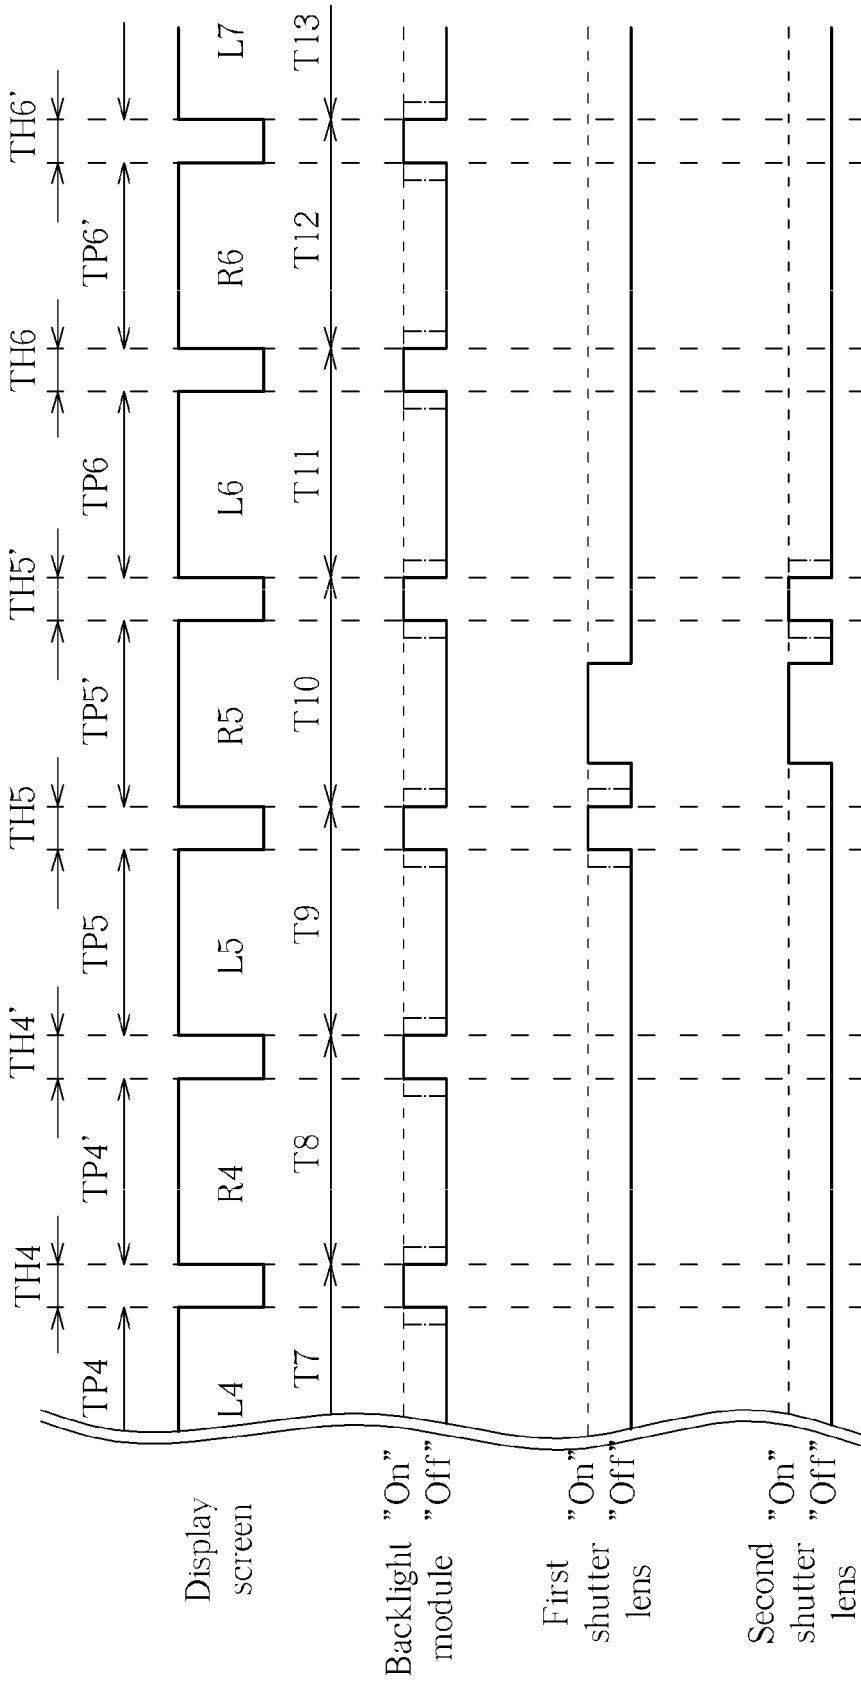 TH4 TH4' TH5 TH5' TH6 TH6'
TP4 TP4' TP5 TP5' TP6 TP6'
Display
screen
L4 R4 L5 R5 L6 R6 L7
T7 T8 T9 T10 T11 T12 T13
Backlight
module
"On"
"Off"
First
shutter
lens
"On"
"Off"
Second
shutter
lens
"On"
"Off"